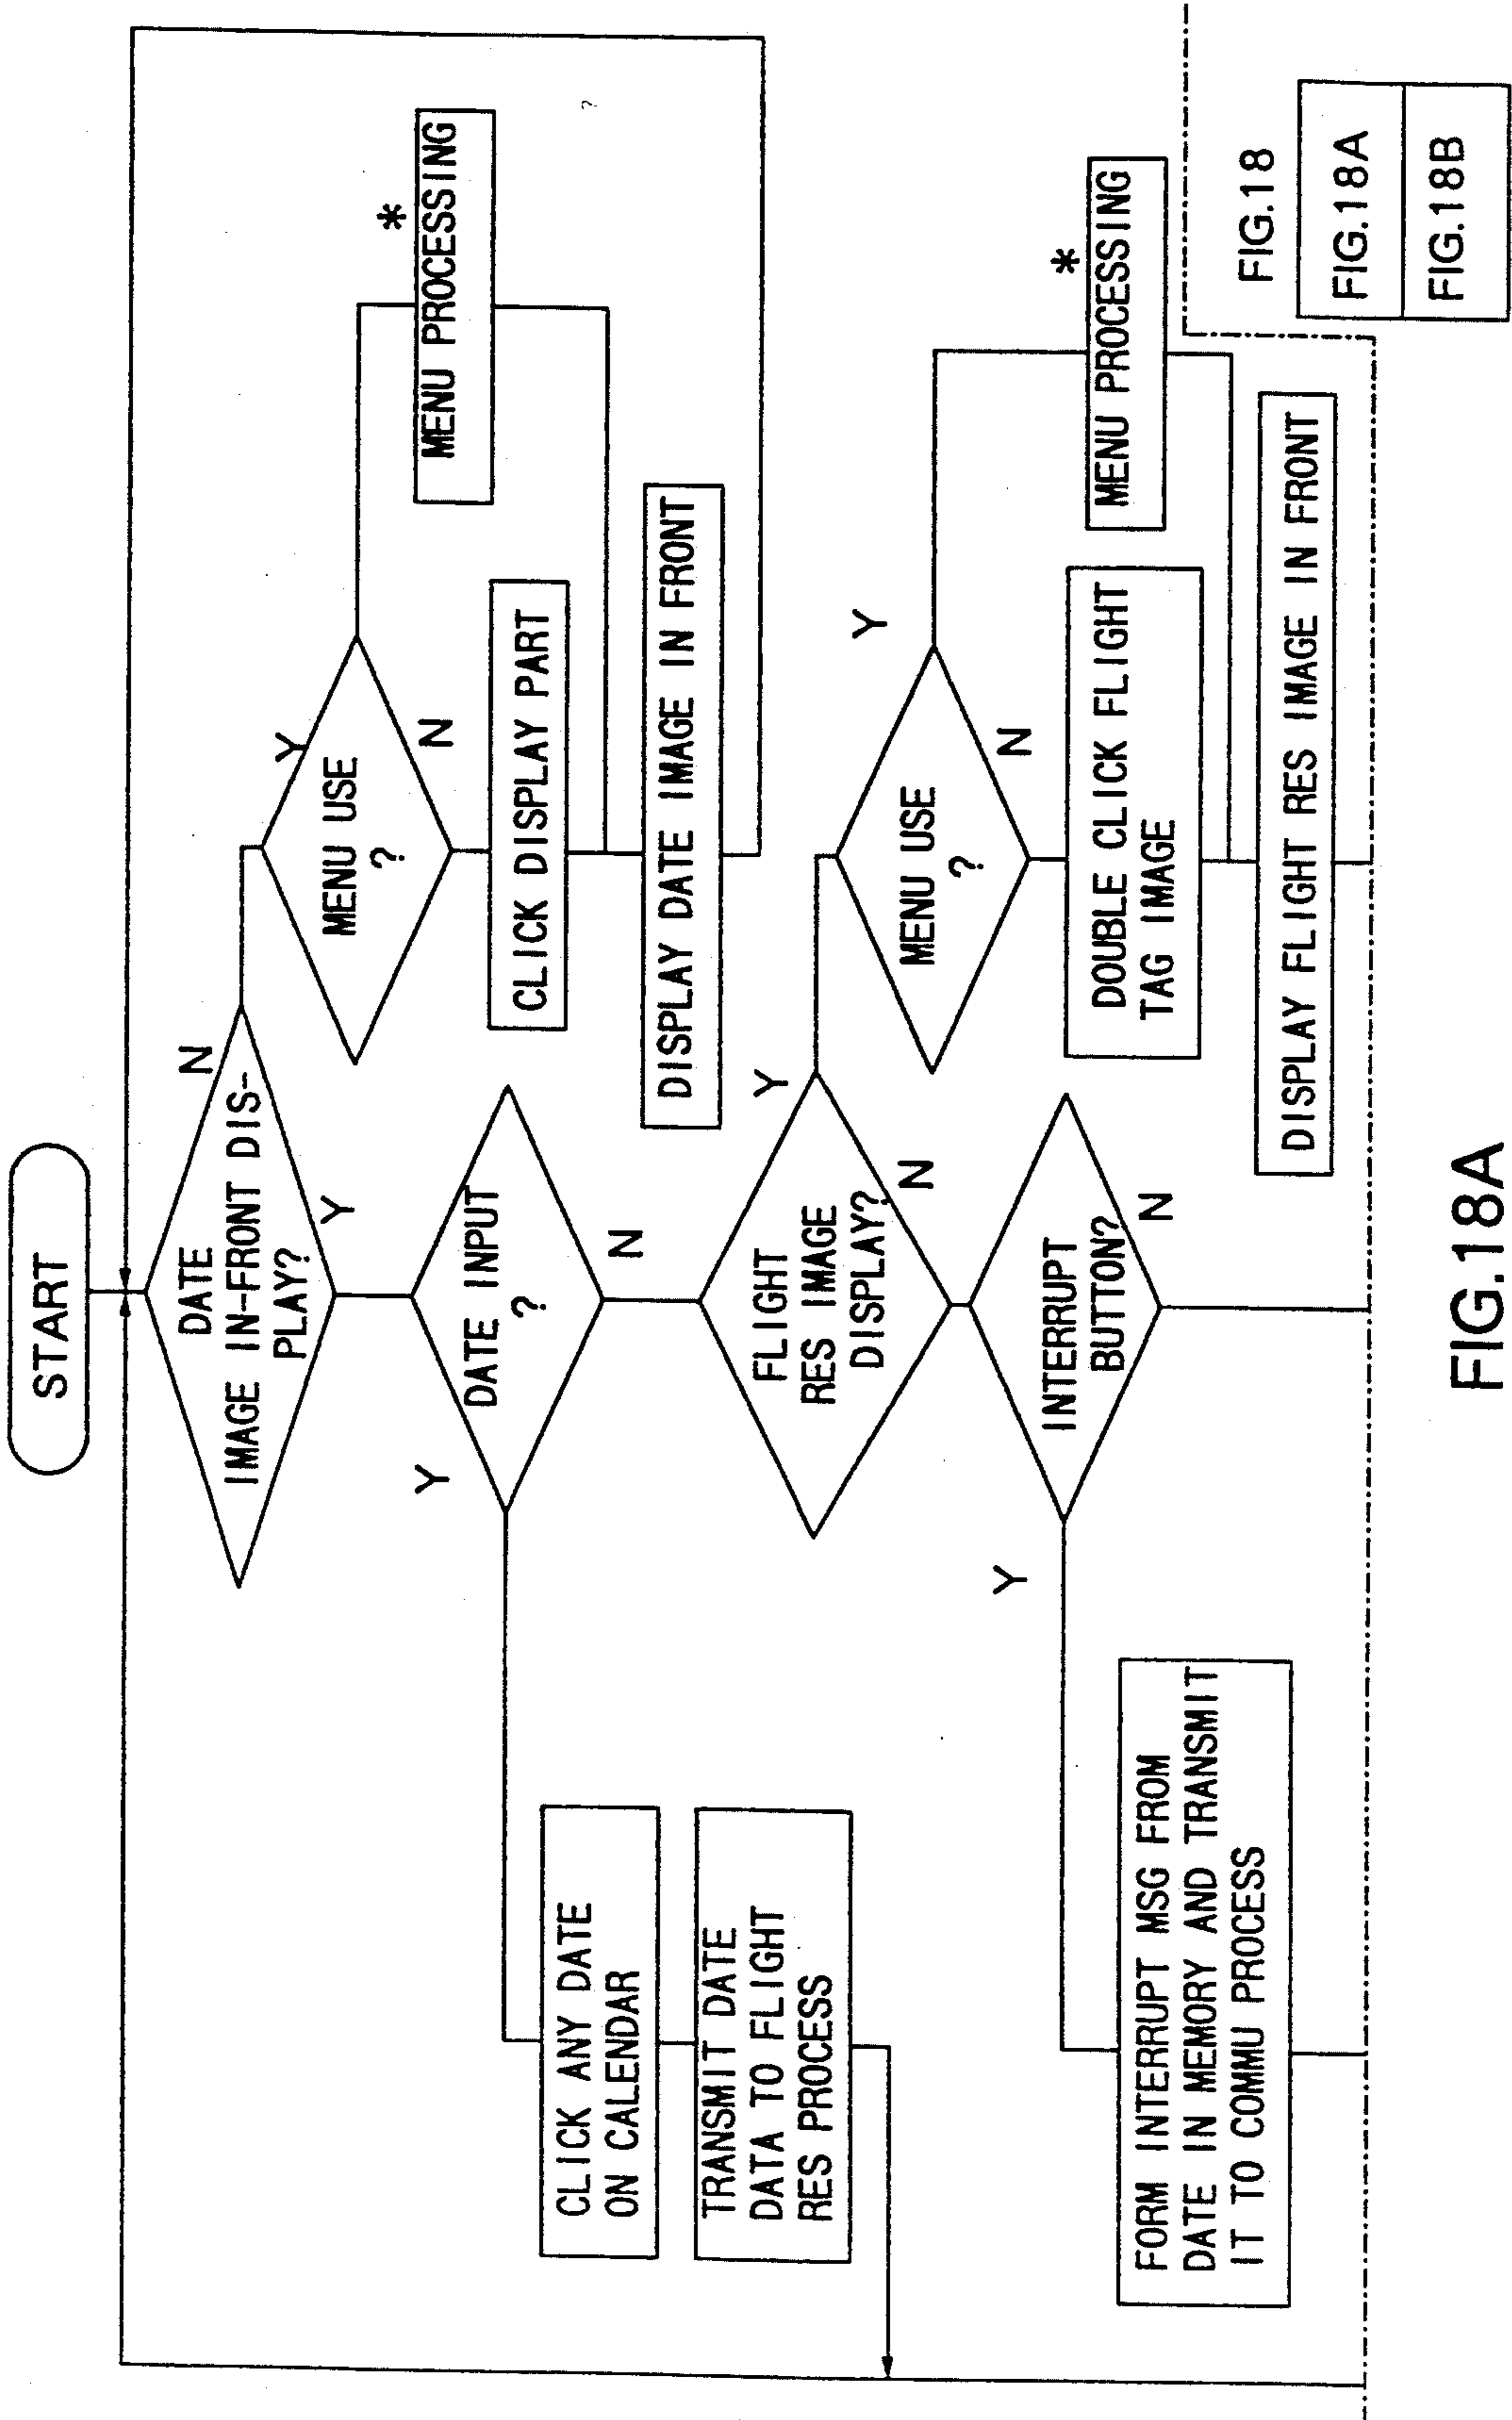 START
DATE
IMAGE IN-FRONT DIS-
PLAY?
N
Y
MENU USE
?
Y
N
*
MENU PROCESSING
CLICK DISPLAY PART
DISPLAY DATE IMAGE IN FRONT
DATE INPUT
?
Y
N
CLICK ANY DATE
ON CALENDAR
TRANSMIT DATE
DATA TO FLIGHT
RES PROCESS
FLIGHT
RES IMAGE
DISPLAY?
Y
N
MENU USE
?
Y
N
*
MENU PROCESSING
DOUBLE CLICK FLIGHT
TAG IMAGE
DISPLAY FLIGHT RES IMAGE IN FRONT
INTERRUPT
BUTTON?
Y
N
FORM INTERRUPT MSG FROM
DATE IN MEMORY AND TRANSMIT
IT TO COMMU PROCESS
FIG.18
FIG.18A
FIG.18B
FIG.18A